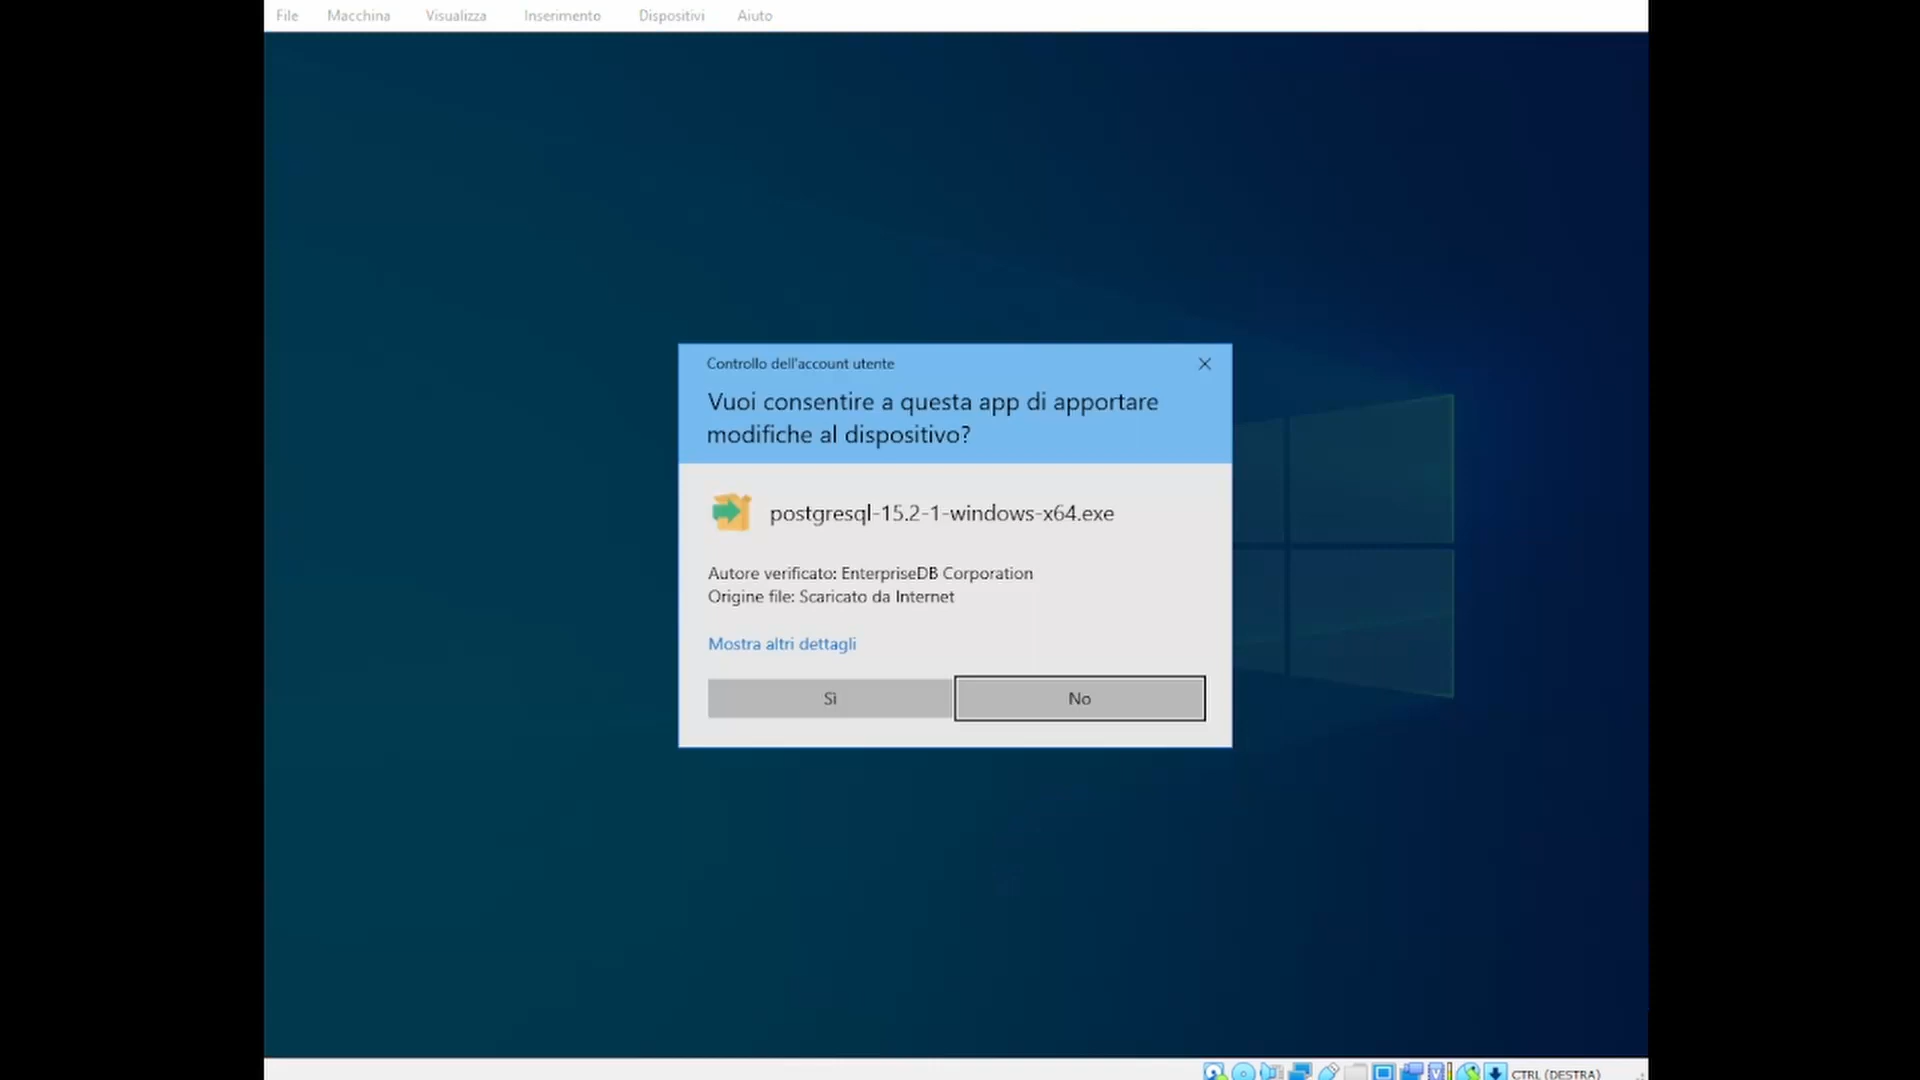 File Macchina Visualizza Inserimento Dispositivi Aiuto
Controllo dell'account utente
Vuoi consentire a questa app di apportare
modifiche al dispositivo?
postgresql-15.2-1-windows-x64.exe
Autore verificato: EnterpriseDB Corporation
Origine file: Scaricato da Internet
Mostra altri dettagli
Sì No
CTRL (DESTRA)